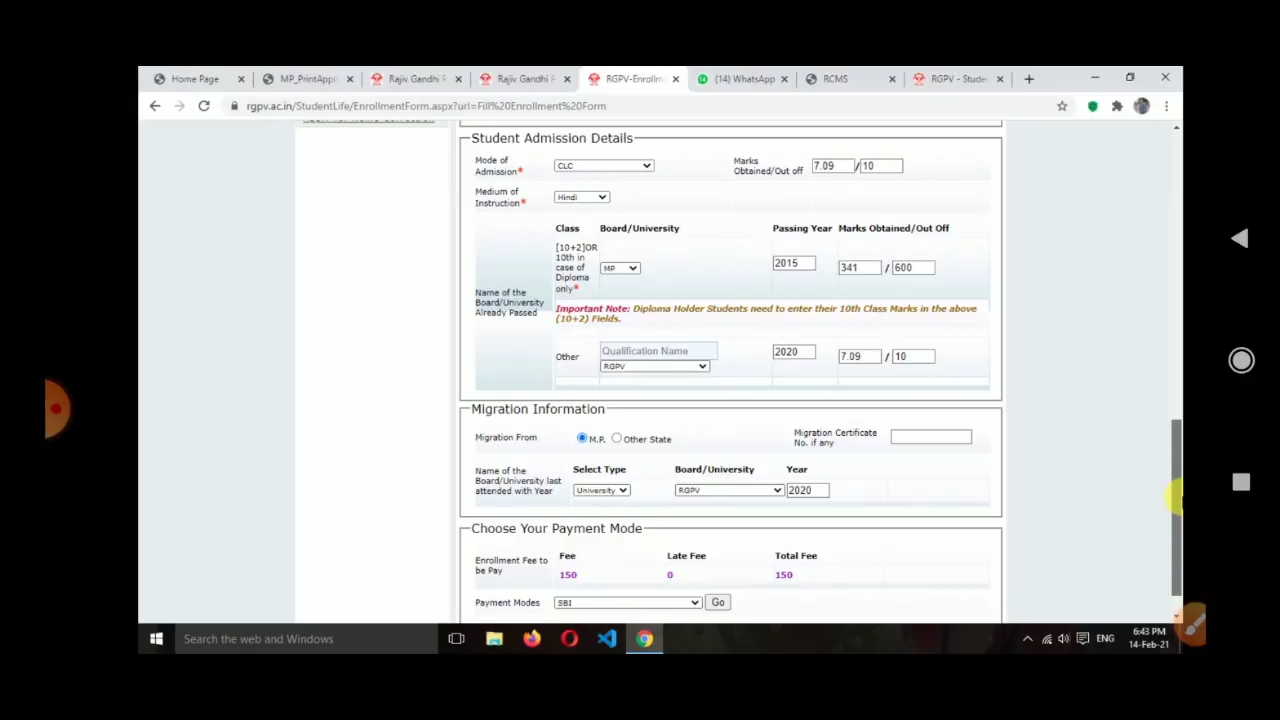 Home Page
MP_PrintAppli
Rajiv Gandhi P
Rajiv Gandhi P
RGPV-Enrollm
(14) WhatsApp
RCMS
RGPV - Stude
rgpv.ac.in/StudentLife/EnrollmentForm.aspx?url=Fill%20Enrollment%20Form
Student Admission Details
Mode of Admission* CLC Marks Obtained/Out off 7.09 / 10
Medium of Instruction* Hindi
Class Board/University Passing Year Marks Obtained/Out Off
[10+2]OR
10th in
case of
Diploma
only*
MP 2015 341 / 600
Name of the
Board/University
Already Passed
Important Note: Diploma Holder Students need to enter their 10th Class Marks in the above
(10+2) Fields.
Other Qualification Name 2020 7.09 / 10
RGPV
Migration Information
Migration From M.P. Other State Migration Certificate No. if any
Name of the
Board/University last
attended with Year
Select Type Board/University Year
University RGPV 2020
Choose Your Payment Mode
Fee Late Fee Total Fee
Enrollment Fee to
be Pay
150 0 150
Payment Modes SBI Go
Search the web and Windows
ENG
6:43 PM
14-Feb-21